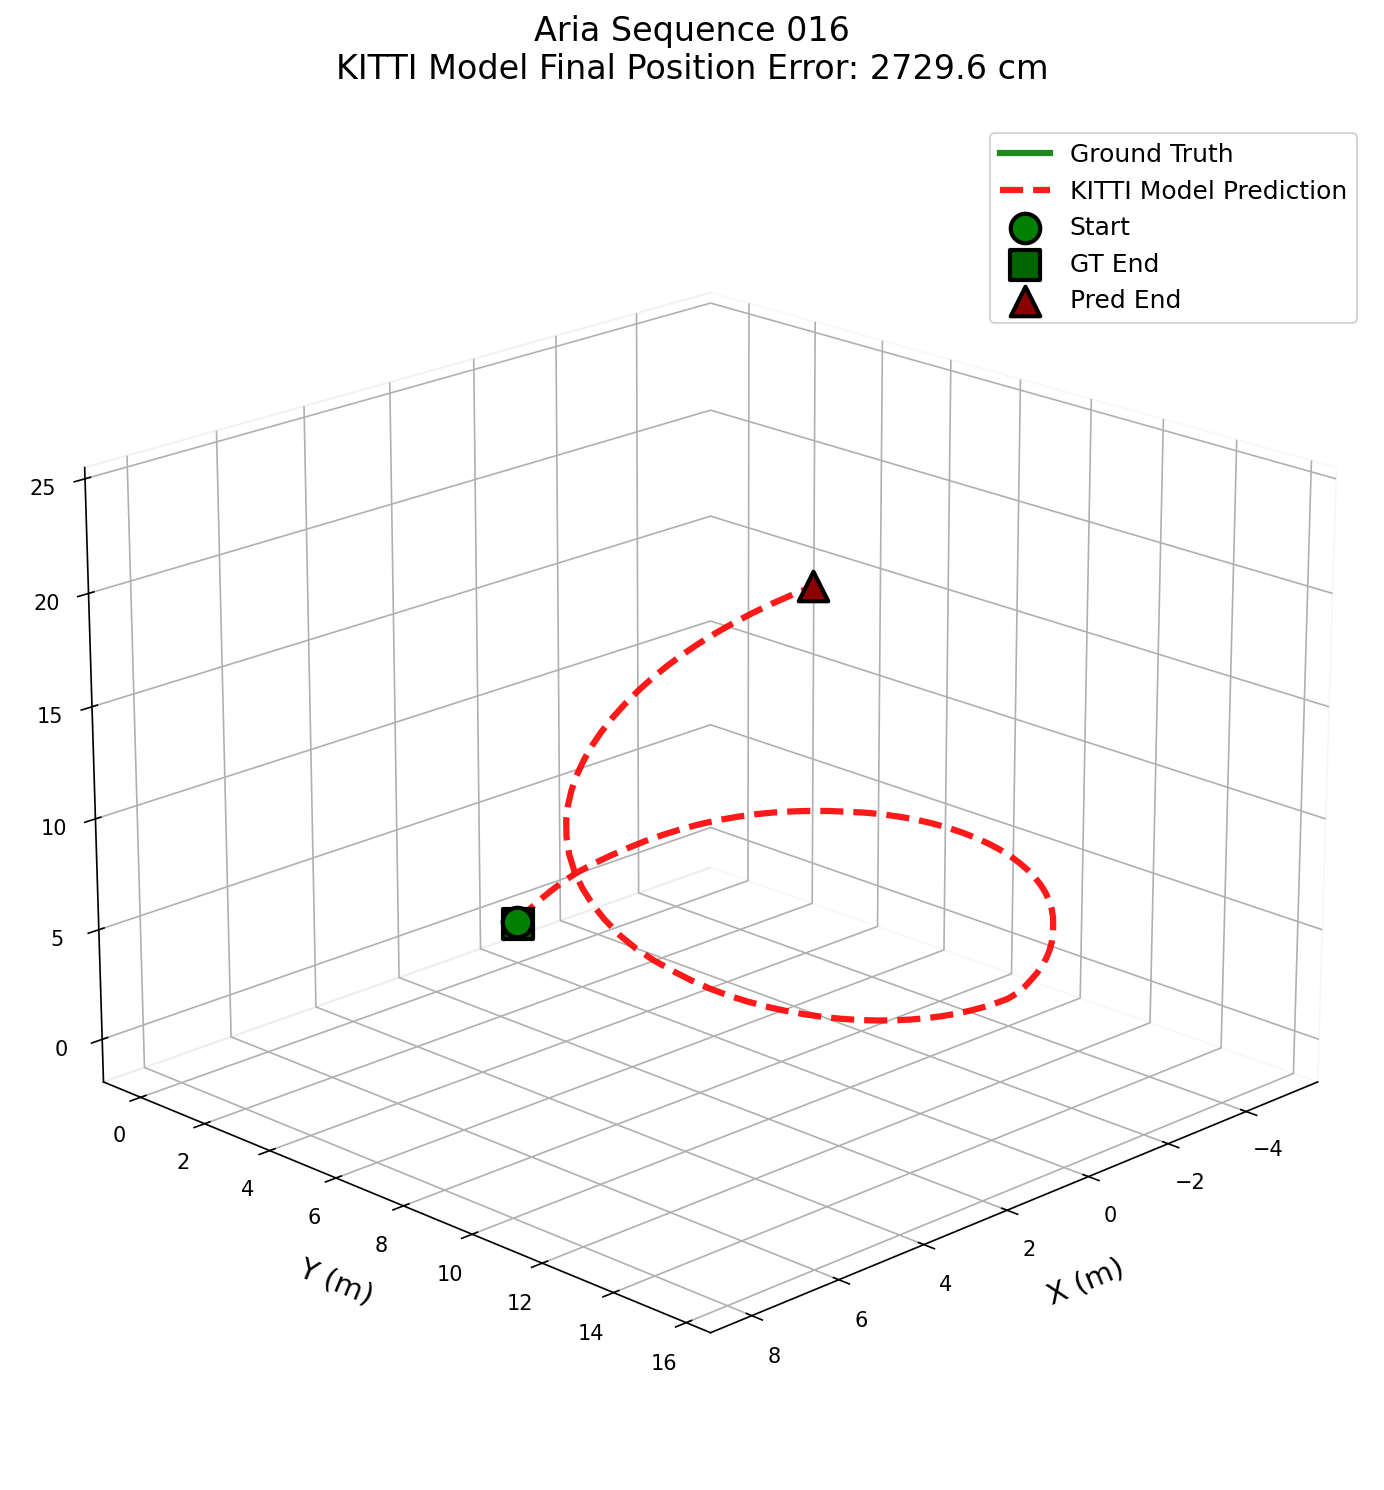 Aria Sequence 016
KITTI Model Final Position Error: 2729.6 cm
Ground Truth
KITTI Model Prediction
Start
GT End
Pred End
25
20
15
10
5
0
0
2
4
6
8
10
12
14
16
Y (m)
−4
−2
0
2
4
6
8
X (m)